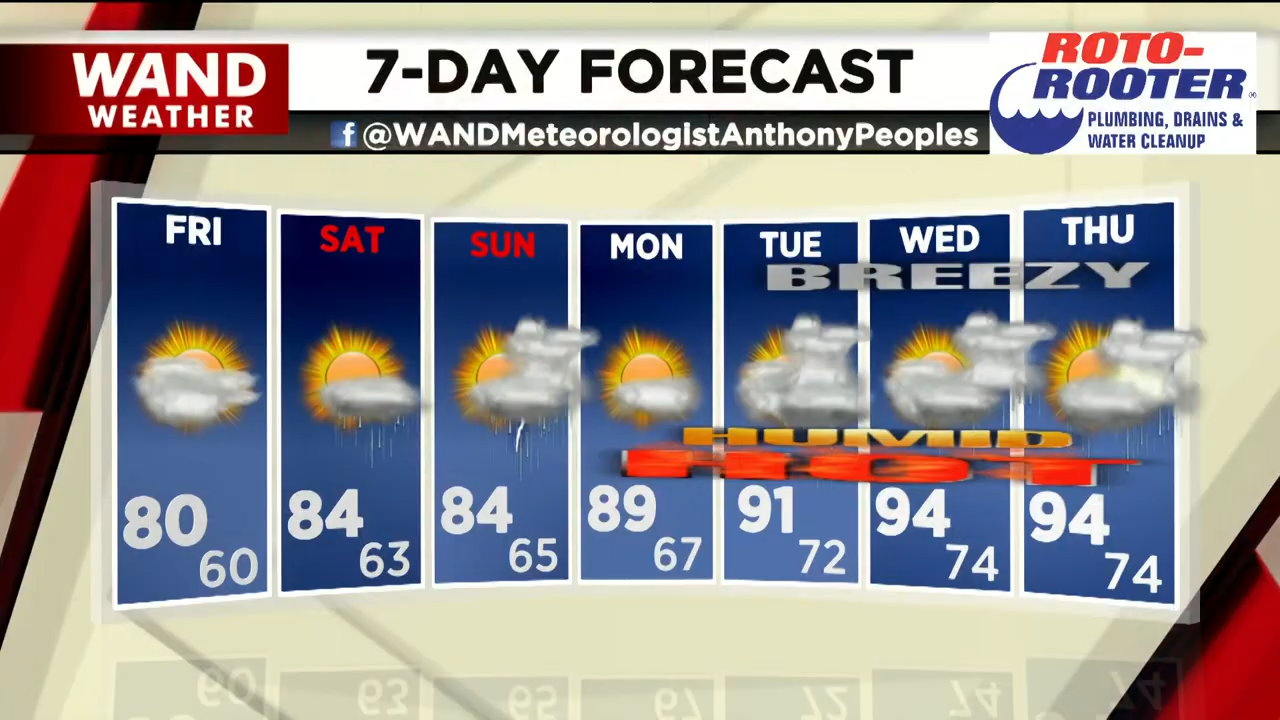 WAND
WEATHER
7-DAY FORECAST
f @WANDMeteorologistAnthonyPeoples
ROTO-
ROOTER®
PLUMBING, DRAINS &
WATER CLEANUP
FRI SAT SUN MON TUE WED THU
BREEZY
HUMID
HOT
80 84 84 89 91 94 94
60 63 65 67 72 74 74